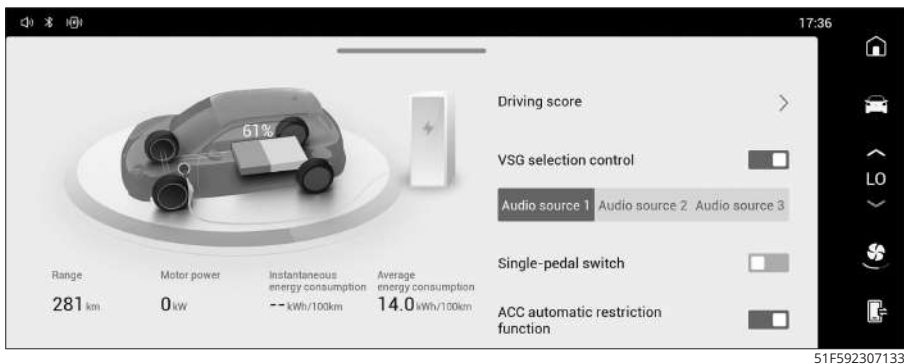 17:36
61%
Driving score
VSG selection control
LO
Audio source 1 Audio source 2 Audio source 3
Range
281 km
Motor power
0 kW
Instantaneous
energy consumption
-- kWh/100km
Average
energy consumption
14.0 kWh/100km
Single-pedal switch
ACC automatic restriction
function
51F592307133